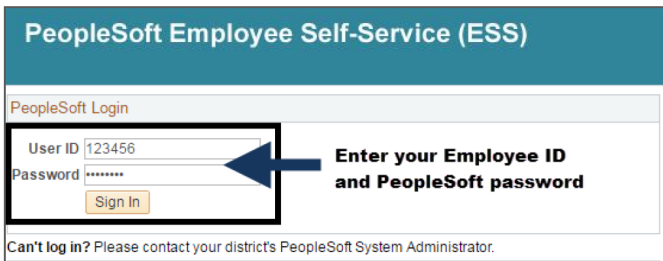 PeopleSoft Employee Self-Service (ESS)
PeopleSoft Login
User ID 123456
Password ••••••••
Enter your Employee ID
and PeopleSoft password
Sign In
Can't log in? Please contact your district's PeopleSoft System Administrator.